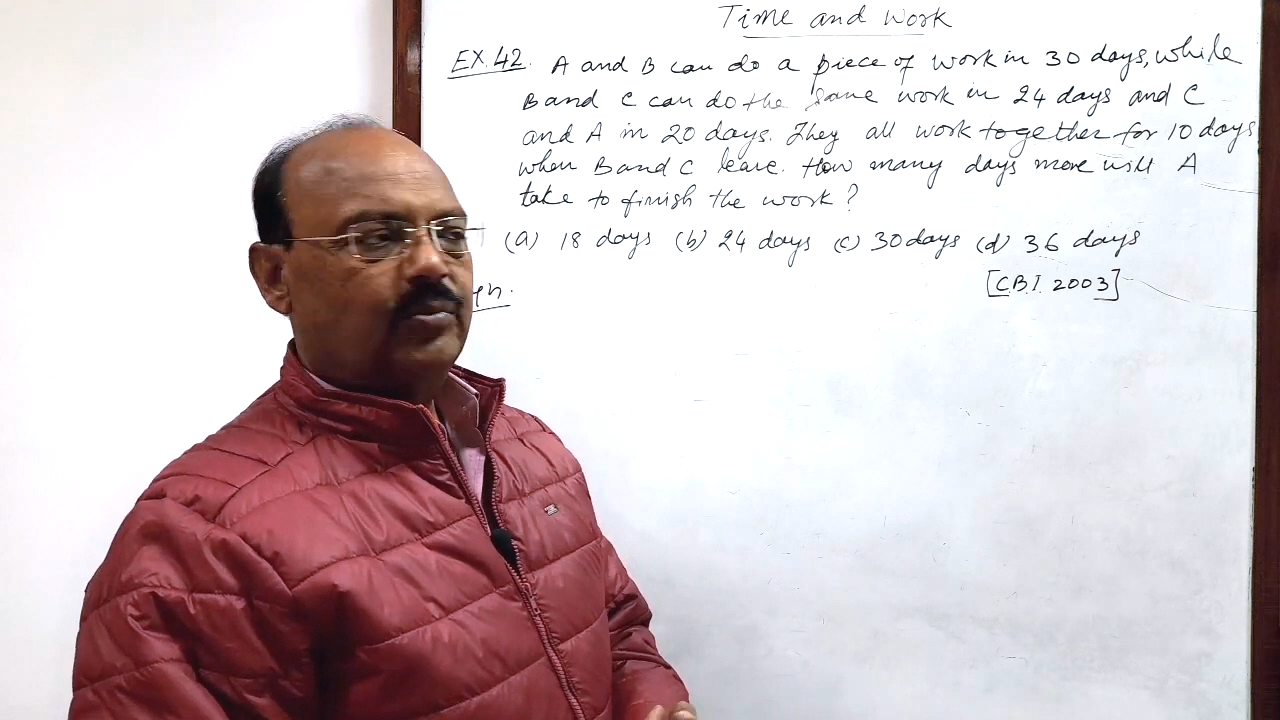 Time and Work
EX.42. A and B can do a piece of work in 30 days, while
B and C can do the same work in 24 days and C
and A in 20 days. They all work together for 10 days
when B and C leave. How many days more will A
take to finish the work?
(a) 18 days (b) 24 days (c) 30 days (d) 36 days
[C.B.I. 2003]